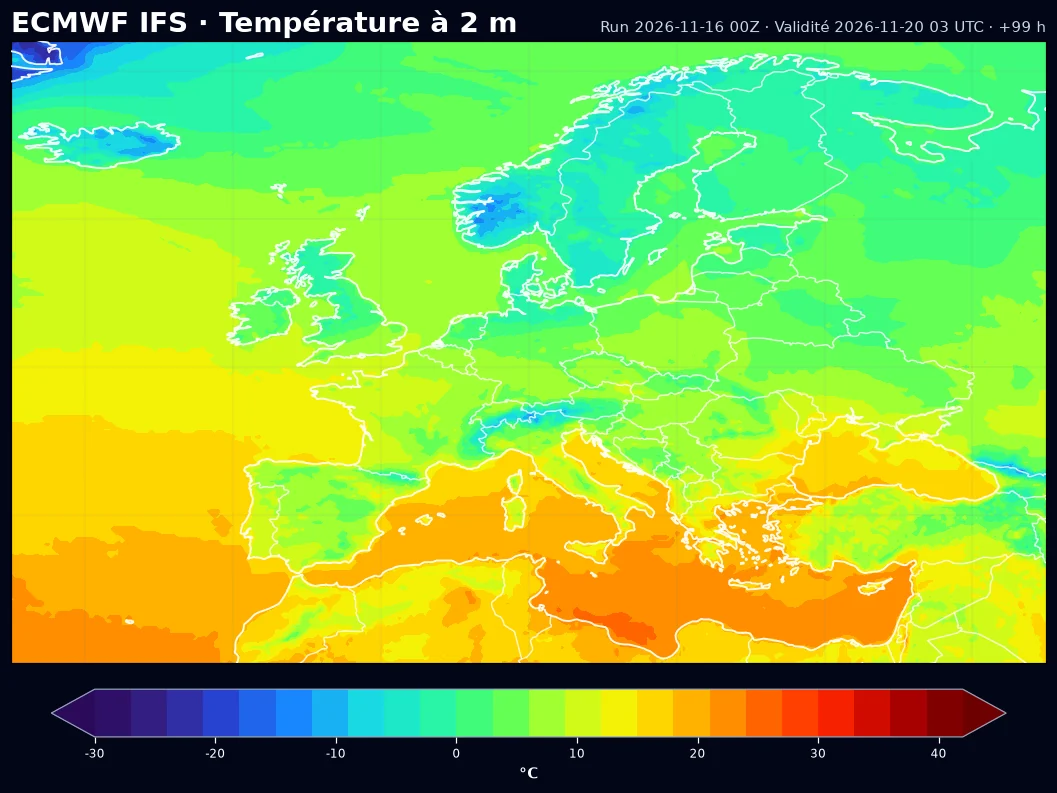 ECMWF IFS · Température à 2 m
Run 2026-11-16 00Z · Validité 2026-11-20 03 UTC · +99 h
-30 -20 -10 0 10 20 30 40
°C